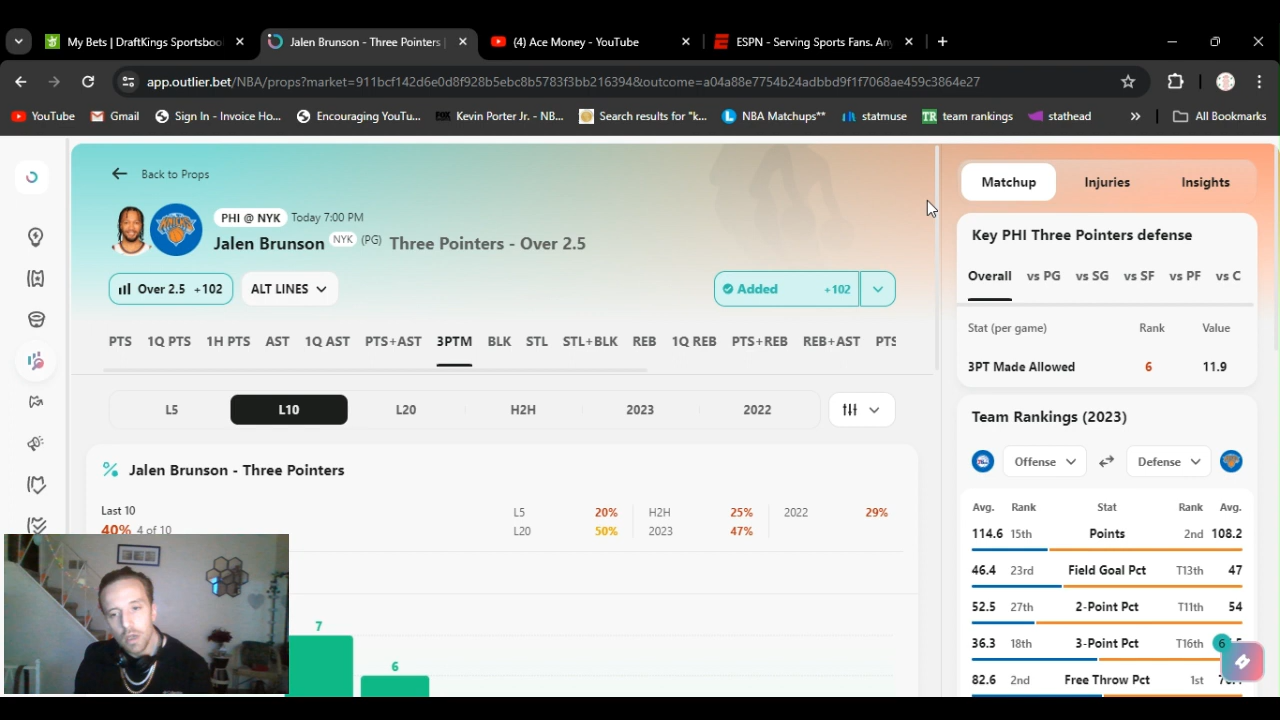 My Bets | DraftKings Sportsboo
Jalen Brunson - Three Pointers |
(4) Ace Money - YouTube
ESPN - Serving Sports Fans. An
app.outlier.bet/NBA/props?market=911bcf142d6e0d8f928b5ebc8b5783f3bb216394&outcome=a04a88e7754b24adbbd9f1f7068ae459c3864e27
YouTube
Gmail
Sign In - Invoice Ho...
Encouraging YouTu...
Kevin Porter Jr. - NB...
Search results for "k...
NBA Matchups**
statmuse
TR team rankings
stathead
All Bookmarks
Back to Props
PHI @ NYK Today 7:00 PM
Jalen Brunson NYK (PG) Three Pointers - Over 2.5
Over 2.5 +102
ALT LINES
Added +102
PTS 1Q PTS 1H PTS AST 1Q AST PTS+AST 3PTM BLK STL STL+BLK REB 1Q REB PTS+REB REB+AST PTS
L5 L10 L20 H2H 2023 2022
Jalen Brunson - Three Pointers
Last 10
40% 4 of 10
L5 20% H2H 25% 2022 29%
L20 50% 2023 47%
7
6
Matchup Injuries Insights
Key PHI Three Pointers defense
Overall vs PG vs SG vs SF vs PF vs C
Stat (per game) Rank Value
3PT Made Allowed 6 11.9
Team Rankings (2023)
Offense Defense
Avg. Rank Stat Rank Avg.
114.6 15th Points 2nd 108.2
46.4 23rd Field Goal Pct T13th 47
52.5 27th 2-Point Pct T11th 54
36.3 18th 3-Point Pct T16th
82.6 2nd Free Throw Pct 1st